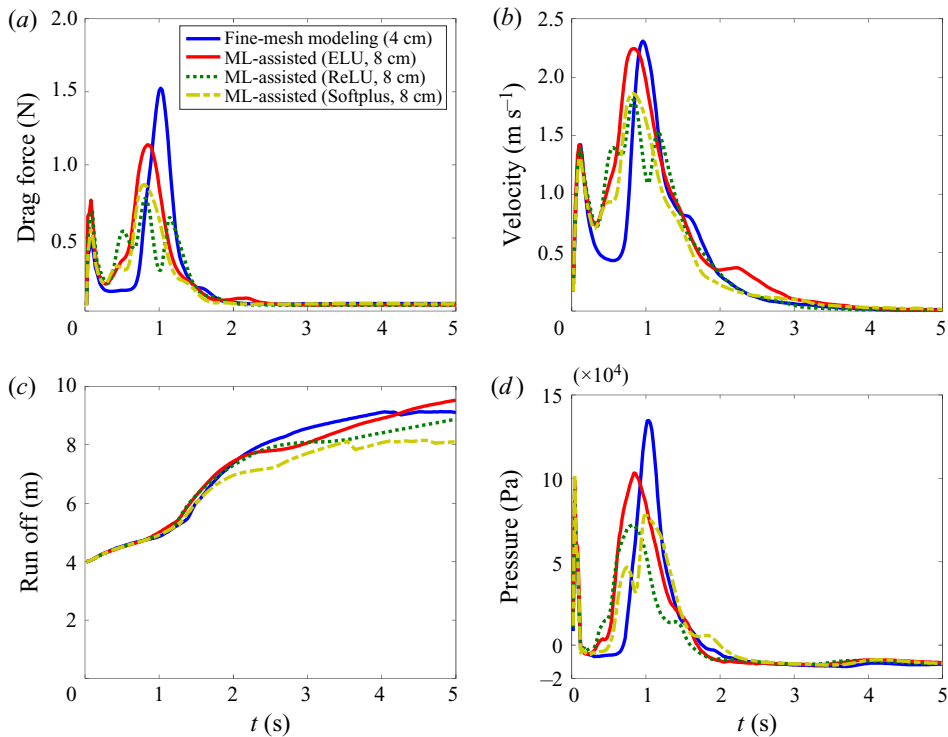 (a)
2.0
1.5
1.0
0.5
Drag force (N)
0 1 2 3 4 5
Fine-mesh modeling (4 cm)
ML-assisted (ELU, 8 cm)
ML-assisted (ReLU, 8 cm)
ML-assisted (Softplus, 8 cm)
(b)
2.5
2.0
1.5
1.0
0.5
Velocity (m s–1)
0 1 2 3 4 5
(c)
10
8
6
4
2
Run off (m)
0 1 2 3 4 5
t (s)
(d)
(×10⁴)
15
10
5
0
–2
Pressure (Pa)
0 1 2 3 4 5
t (s)